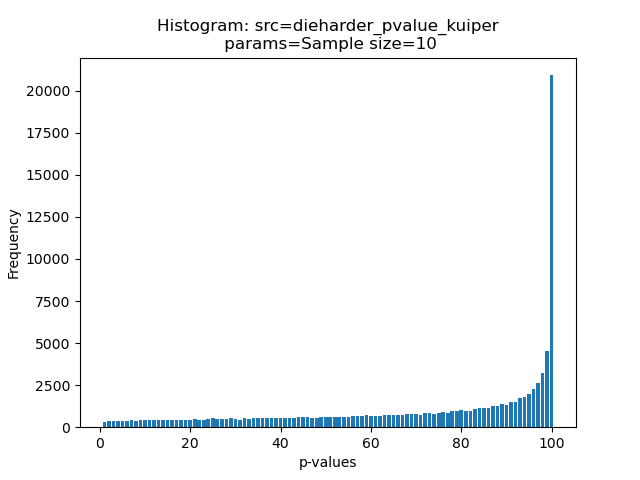 Histogram: src=dieharder_pvalue_kuiper
params=Sample size=10
20000
17500
15000
12500
10000
7500
5000
2500
0
Frequency
0 20 40 60 80 100
p-values